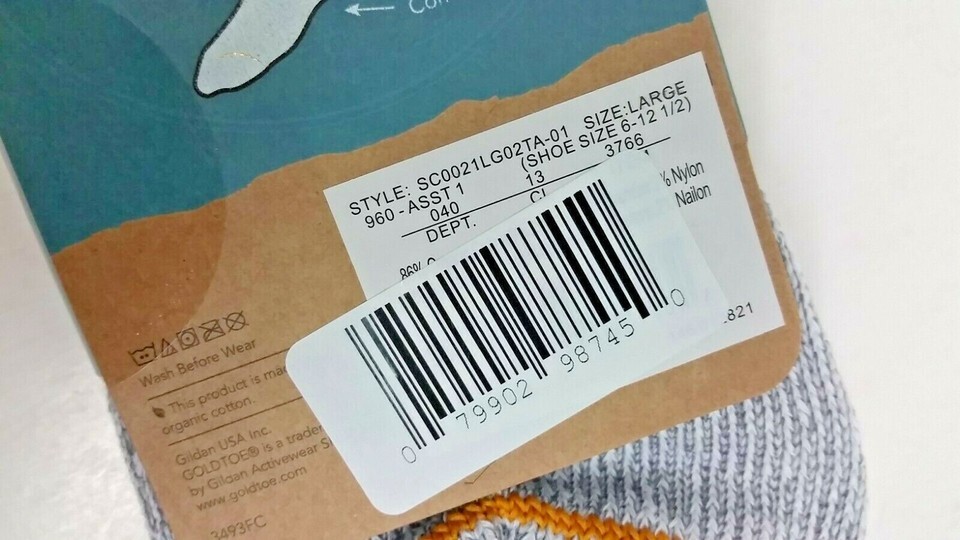 STYLE: SC0021LG02TA-01 SIZE:LARGE
960 - ASST 1 (SHOE SIZE 6-12 1/2)
040 13 3766
DEPT.
86%
% Nylon
Nailon
0 79902 98745 0
821
Wash Before Wear
This product is
organic cotton.
Gildan USA Inc.
GOLDTOE® is a
by Gildan Activewear
www.goldtoe.com
3493FC